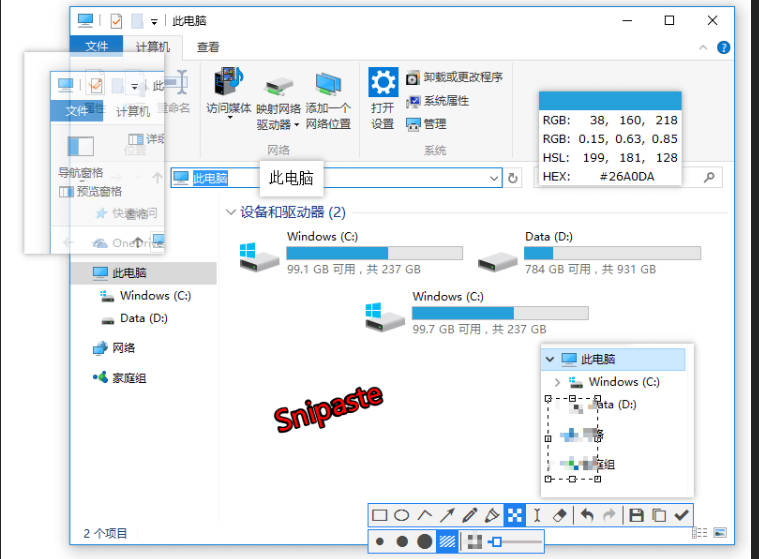 此电脑
文件 计算机 查看
文件 计算机
属性
重命名
访问媒体
映射网络
驱动器
添加一个
网络位置
网络
打开
设置
卸载或更改程序
系统属性
管理
系统
导航窗格
预览窗格
详细
窗格
快速访问
OneDrive
此电脑
此电脑
RGB: 38, 160, 218
RGB: 0.15, 0.63, 0.85
HSL: 199, 181, 128
HEX: #26A0DA
此电脑
Windows (C:)
Data (D:)
网络
家庭组
设备和驱动器 (2)
Windows (C:)
99.1 GB 可用，共 237 GB
Data (D:)
784 GB 可用，共 931 GB
Windows (C:)
99.7 GB 可用，共 237 GB
Snipaste
此电脑
Windows (C:)
Data (D:)
庭组
2 个项目